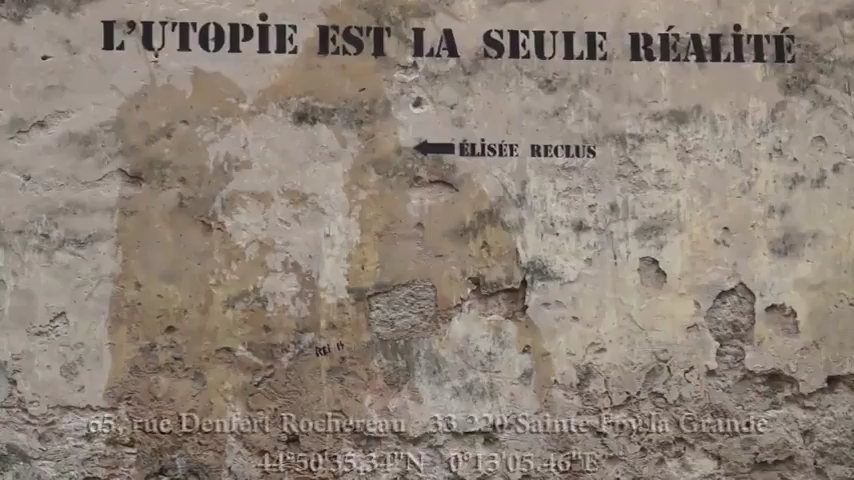 L'UTOPIE EST LA SEULE RÉALITÉ
ÉLISÉE RECLUS
65, rue Denfert Rochereau 33 220 Sainte Foy la Grande
44°50'35.34"N 0°13'05.46"E